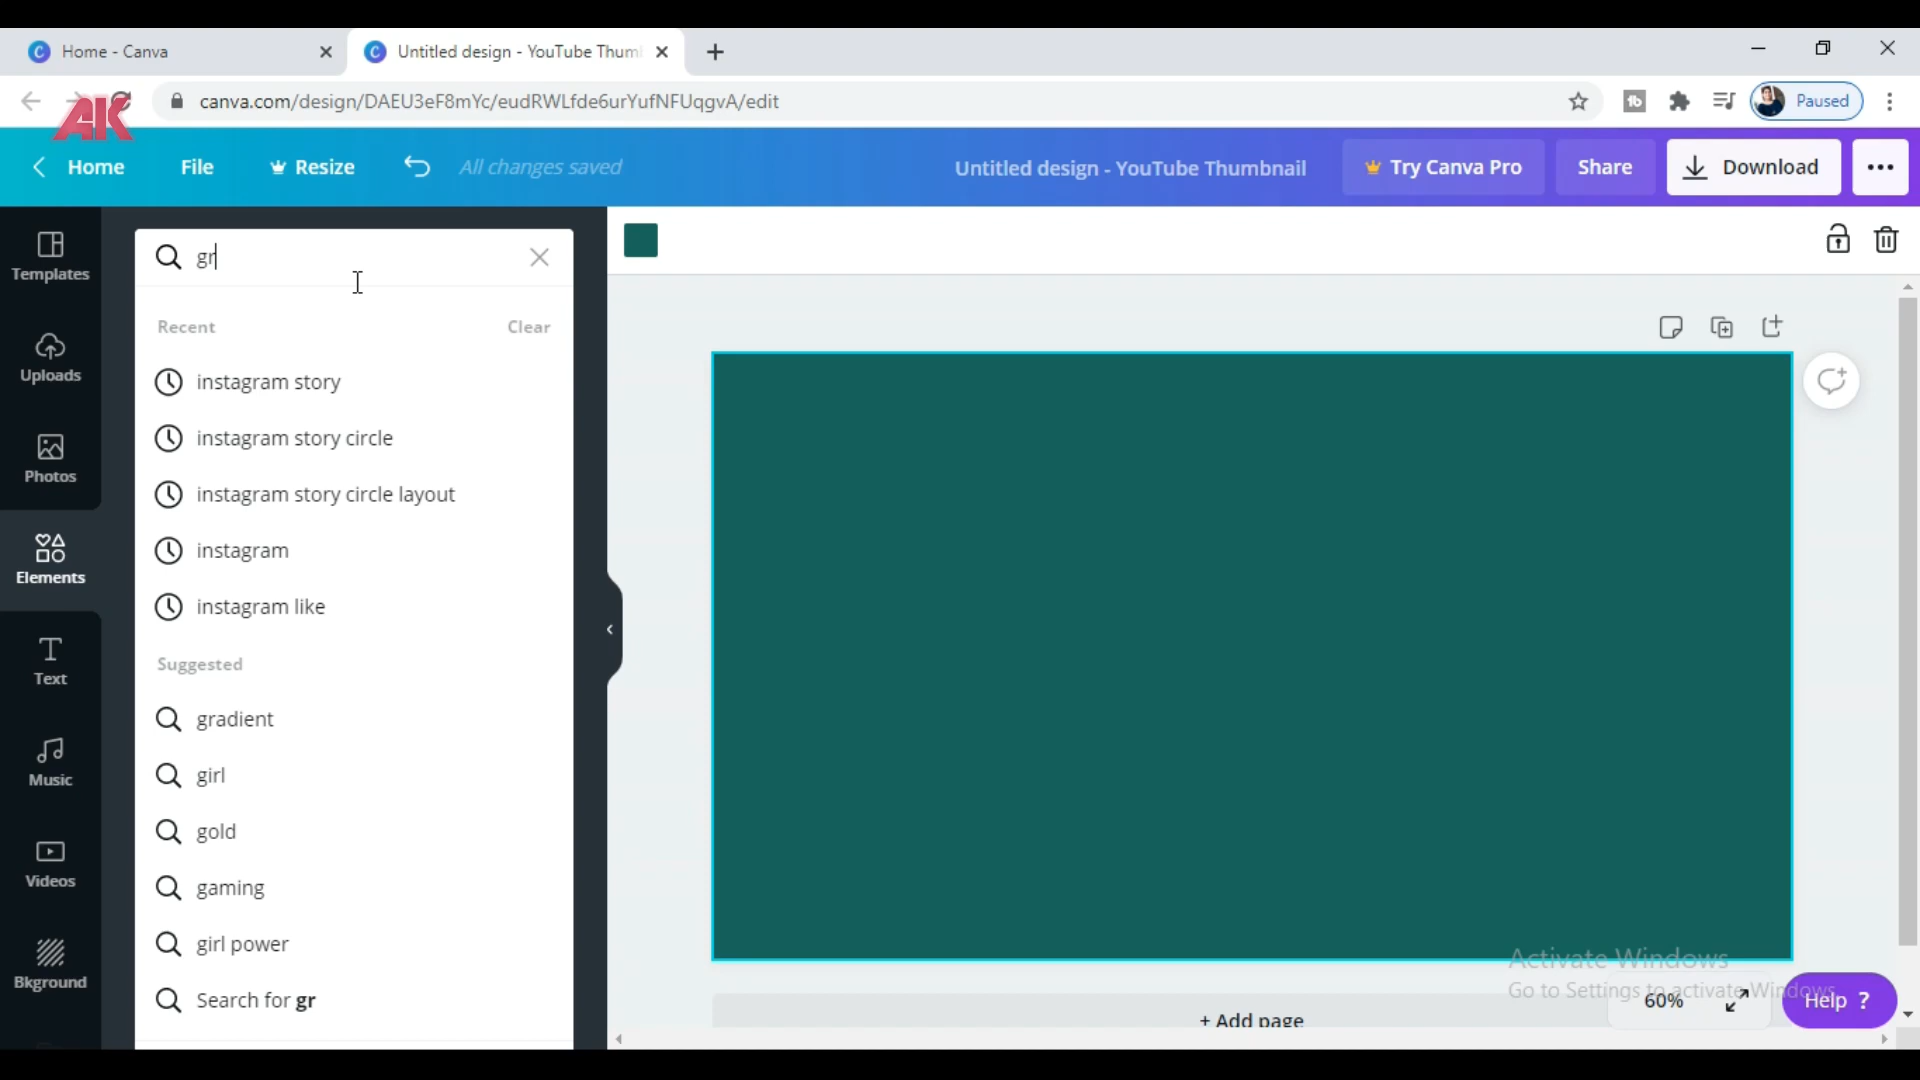 Home - Canva
Untitled design - YouTube Thum
canva.com/design/DAEU3eF8mYc/eudRWLfde6urYufNFUqgvA/edit
Paused
AK
Home
File
Resize
All changes saved
Untitled design - YouTube Thumbnail
Try Canva Pro
Share
Download
Templates
Uploads
Photos
Elements
Text
Music
Videos
Bkground
gr
Recent
Clear
instagram story
instagram story circle
instagram story circle layout
instagram
instagram like
Suggested
gradient
girl
gold
gaming
girl power
Search for gr
+ Add page
Activate Windows
Go to Settings to activate Windows.
60%
Help ?